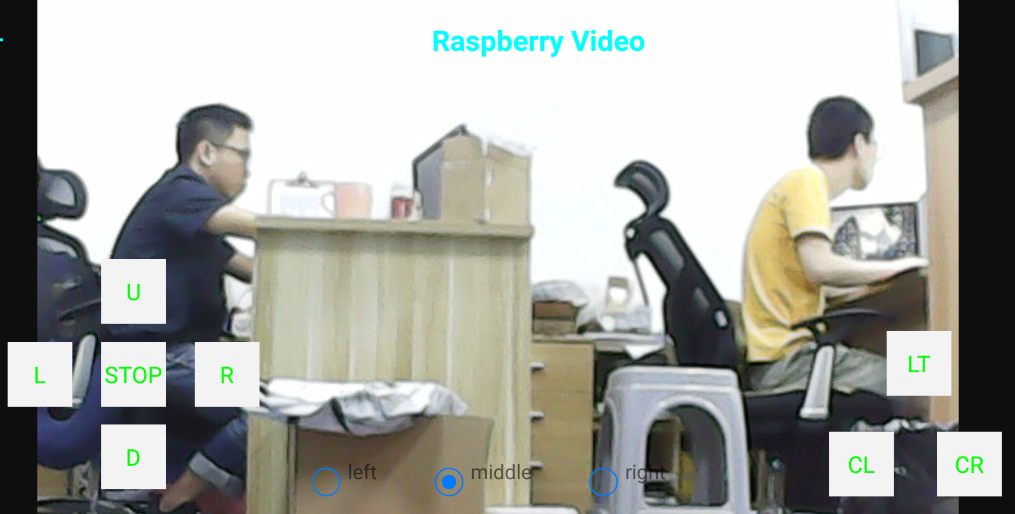 Raspberry Video
U
L STOP R
LT
D
left middle right
CL CR